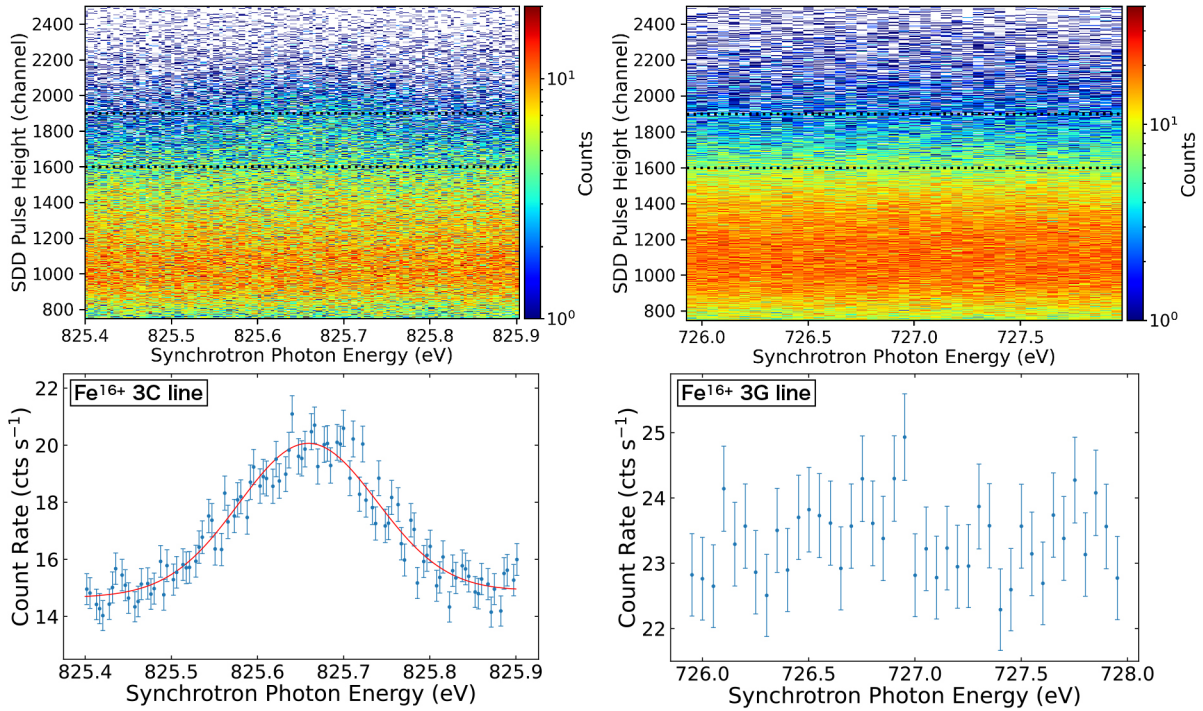 SDD Pulse Height (channel)
2400
2200
2000
1800
1600
1400
1200
1000
800
825.4 825.5 825.6 825.7 825.8 825.9
Synchrotron Photon Energy (eV)
10¹
10⁰
Counts
SDD Pulse Height (channel)
2400
2200
2000
1800
1600
1400
1200
1000
800
726.0 726.5 727.0 727.5
Synchrotron Photon Energy (eV)
10¹
10⁰
Counts
Fe¹⁶⁺ 3C line
Count Rate (cts s⁻¹)
22
20
18
16
14
825.4 825.5 825.6 825.7 825.8 825.9
Synchrotron Photon Energy (eV)
Fe¹⁶⁺ 3G line
Count Rate (cts s⁻¹)
25
24
23
22
726.0 726.5 727.0 727.5 728.0
Synchrotron Photon Energy (eV)